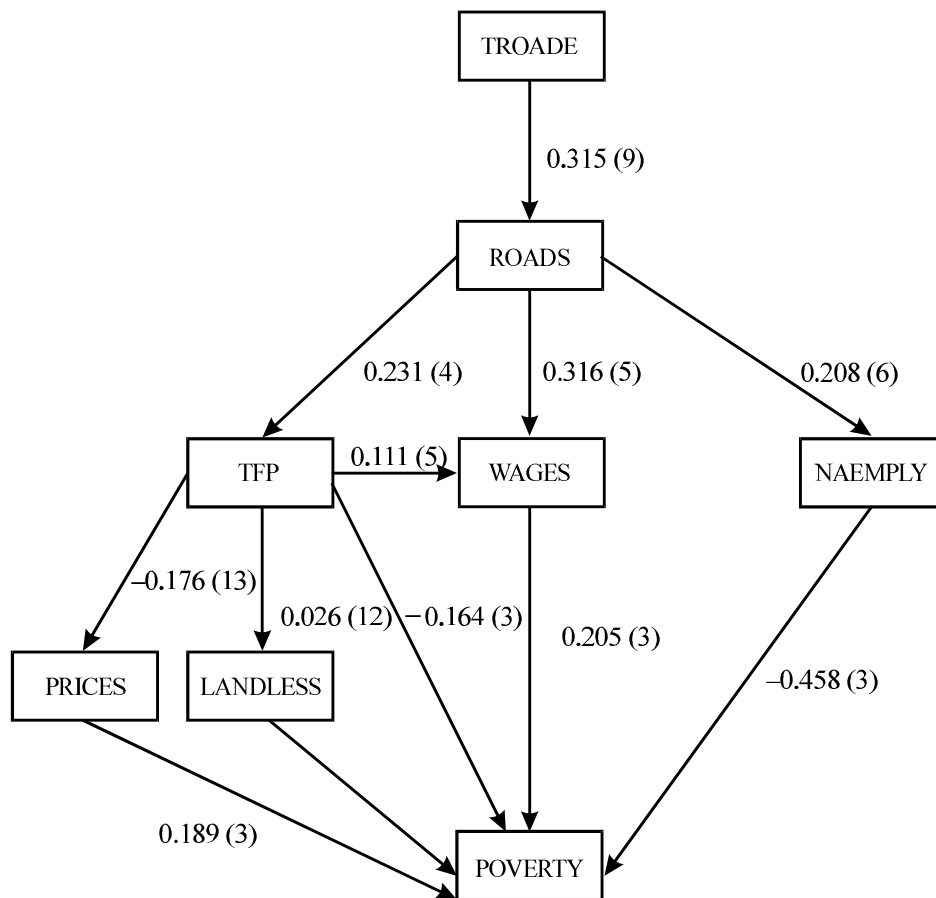 TROADE
0.315 (9)
ROADS
0.231 (4)
0.316 (5)
0.208 (6)
TFP
0.111 (5)
WAGES
NAEMPLY
–0.176 (13)
0.026 (12)
–0.164 (3)
0.205 (3)
–0.458 (3)
PRICES
LANDLESS
0.189 (3)
POVERTY